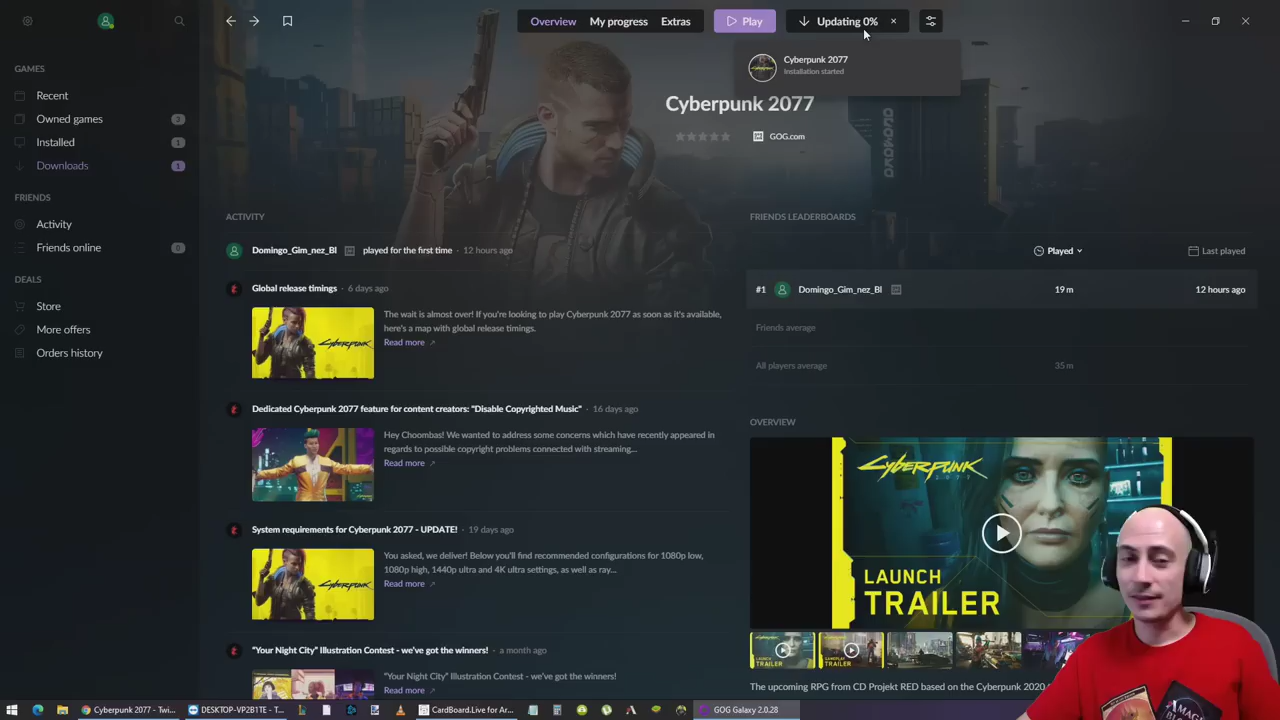 Overview
My progress
Extras
Play
Updating 0%
Cyberpunk 2077
Installation started
Cyberpunk 2077
GOG.com
GAMES
Recent
Owned games 3
Installed 1
Downloads 1
FRIENDS
Activity
Friends online 0
DEALS
Store
More offers
Orders history
ACTIVITY
Domingo_Gim_nez_Bl played for the first time · 12 hours ago
Global release timings · 6 days ago
The wait is almost over! If you're looking to play Cyberpunk 2077 as soon as it's available,
here's a map with global release timings.
Read more
Dedicated Cyberpunk 2077 feature for content creators: "Disable Copyrighted Music" · 16 days ago
Hey Choombas! We wanted to address some concerns which have recently appeared in
regards to possible copyright problems connected with streaming...
Read more
System requirements for Cyberpunk 2077 - UPDATE! · 19 days ago
You asked, we deliver! Below you'll find recommended configurations for 1080p low,
1080p high, 1440p ultra and 4K ultra settings, as well as ray...
Read more
"Your Night City" Illustration Contest - we've got the winners! · a month ago
"Your Night City" Illustration Contest - we've got the winners!
Read more
FRIENDS LEADERBOARDS
Played
Last played
#1 Domingo_Gim_nez_Bl 19 m 12 hours ago
Friends average
All players average 35 m
OVERVIEW
Cyberpunk
2077
LAUNCH
TRAILER
The upcoming RPG from CD Projekt RED based on the Cyberpunk 2020
Cyberpunk 2077 - Twi...
DESKTOP-VP2B1TE - ...
CardBoard.Live for Ar...
GOG Galaxy 2.0.28